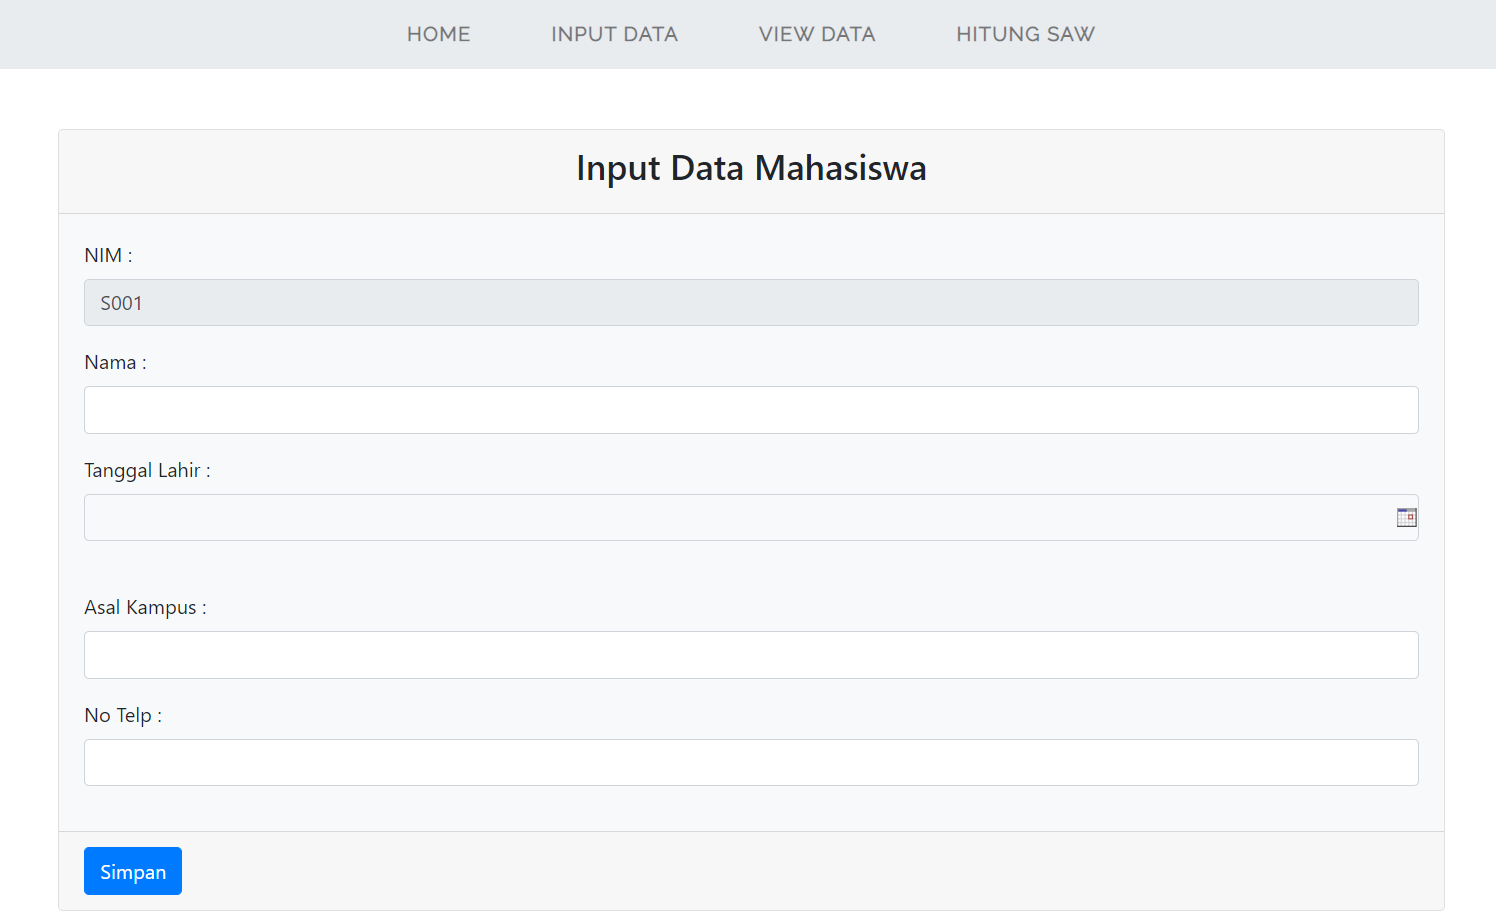 HOME INPUT DATA VIEW DATA HITUNG SAW
Input Data Mahasiswa
NIM :
S001
Nama :
Tanggal Lahir :
Asal Kampus :
No Telp :
Simpan